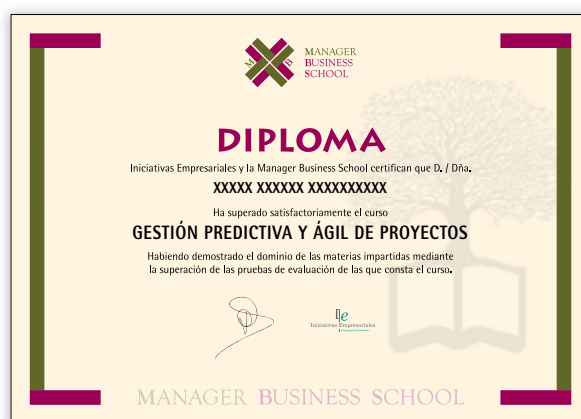 MANAGER
BUSINESS
SCHOOL
M B
DIPLOMA
Iniciativas Empresariales y la Manager Business School certifican que D. / Dña.
XXXXX XXXXXX XXXXXXXXXX
Ha superado satisfactoriamente el curso
GESTIÓN PREDICTIVA Y ÁGIL DE PROYECTOS
Habiendo demostrado el dominio de las materias impartidas mediante
la superación de las pruebas de evaluación de las que consta el curso.
Iniciativas Empresariales
MANAGER BUSINESS SCHOOL